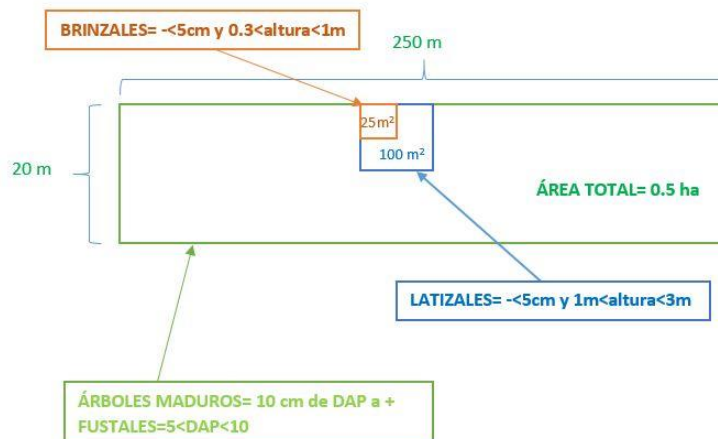 BRINZALES= -<5cm y 0.3<altura<1m
250 m
25m²
100 m²
20 m
ÁREA TOTAL= 0.5 ha
LATIZALES= -<5cm y 1m<altura<3m
ÁRBOLES MADUROS= 10 cm de DAP a +
FUSTALES=5<DAP<10